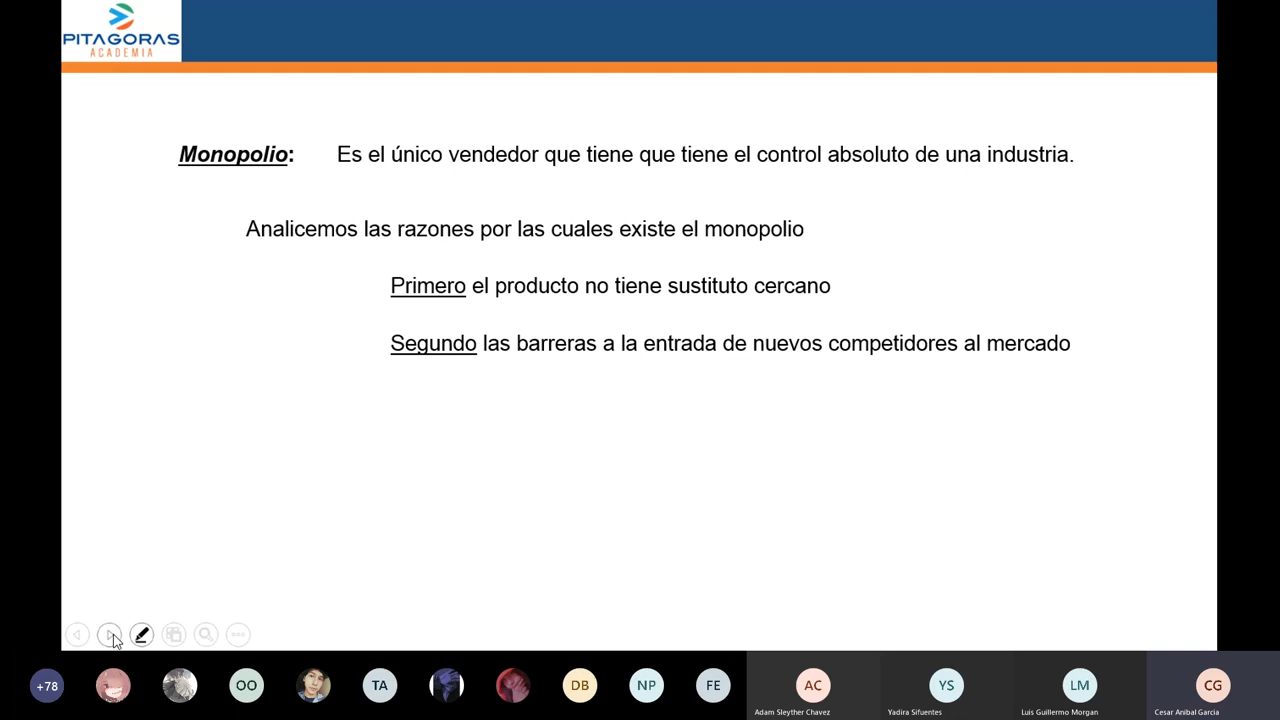 PITAGORAS
ACADEMIA
Monopolio: Es el único vendedor que tiene que tiene el control absoluto de una industria.
Analicemos las razones por las cuales existe el monopolio
Primero el producto no tiene sustituto cercano
Segundo las barreras a la entrada de nuevos competidores al mercado
+78 OO TA DB NP FE AC YS LM CG
Adam Sleyther Chavez Yadira Sifuentes Luis Guillermo Morgan Cesar Anibal Garcia